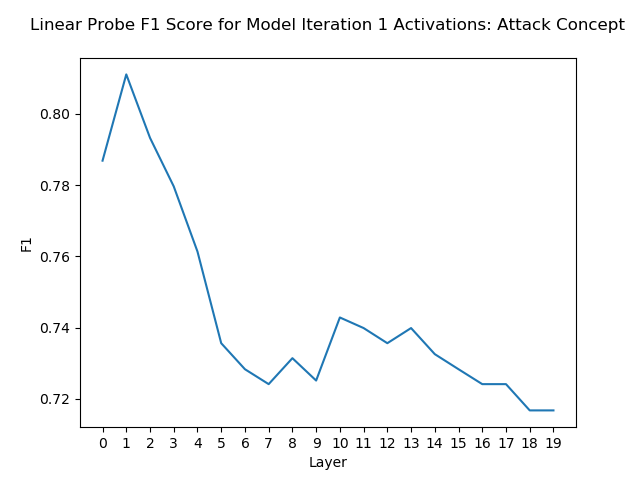 Linear Probe F1 Score for Model Iteration 1 Activations: Attack Concept
0.80
0.78
0.76
0.74
0.72
F1
0 1 2 3 4 5 6 7 8 9 10 11 12 13 14 15 16 17 18 19
Layer